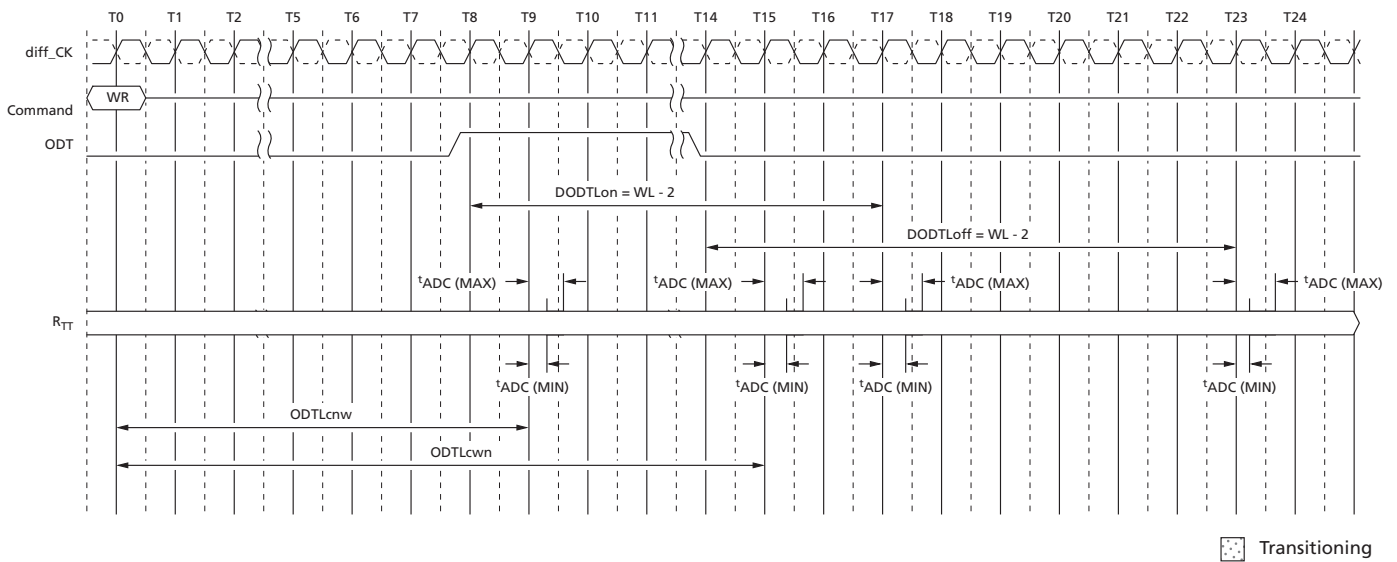 T0 T1 T2 T5 T6 T7 T8 T9 T10 T11 T14 T15 T16 T17 T18 T19 T20 T21 T22 T23 T24
diff_CK
Command WR
ODT
DODTLon = WL - 2
DODTLoff = WL - 2
tADC (MAX) tADC (MAX) tADC (MAX) tADC (MAX)
RTT
tADC (MIN) tADC (MIN) tADC (MIN) tADC (MIN)
ODTLcnw
ODTLcwn
Transitioning